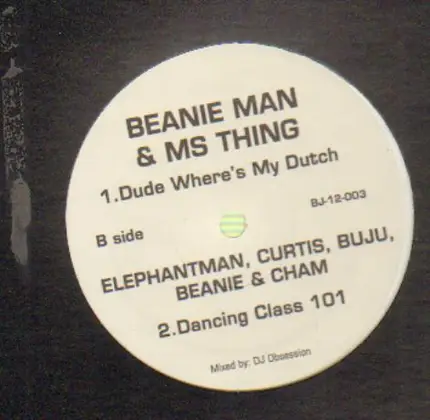 BEANIE MAN
& MS THING
1.Dude Where's My Dutch
BJ-12-003
B side
ELEPHANTMAN, CURTIS, BUJU,
BEANIE & CHAM
2.Dancing Class 101
Mixed by: DJ Obsession